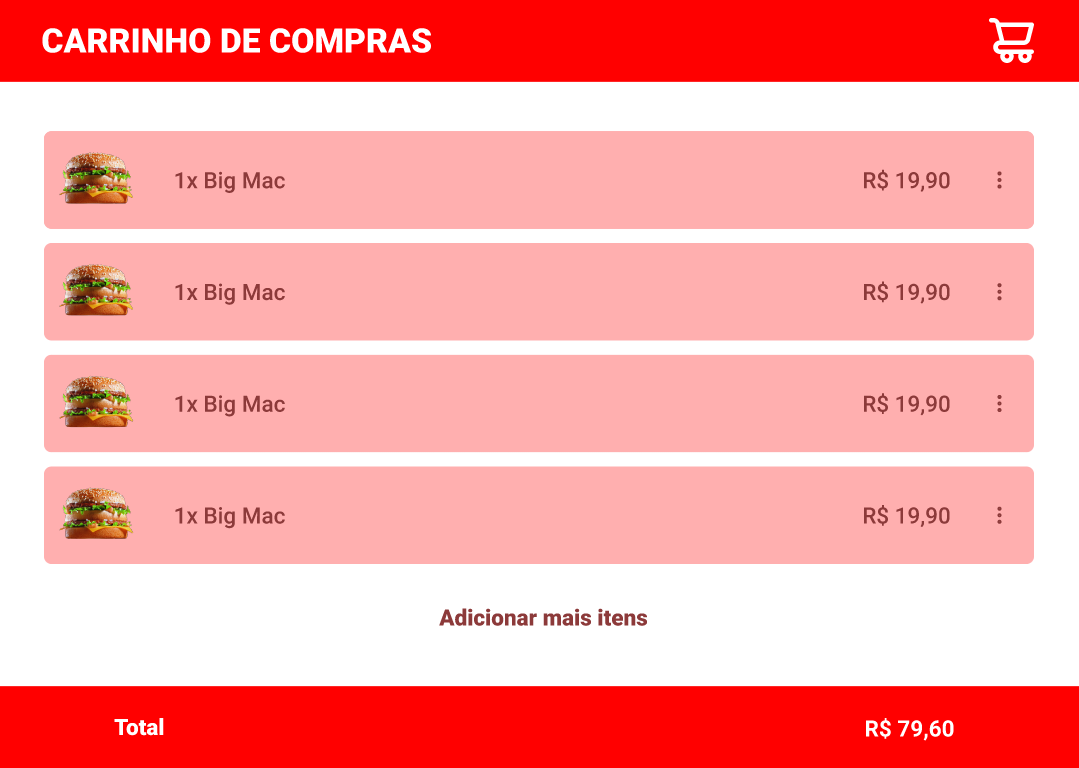 CARRINHO DE COMPRAS
1x Big Mac R$ 19,90
1x Big Mac R$ 19,90
1x Big Mac R$ 19,90
1x Big Mac R$ 19,90
Adicionar mais itens
Total R$ 79,60